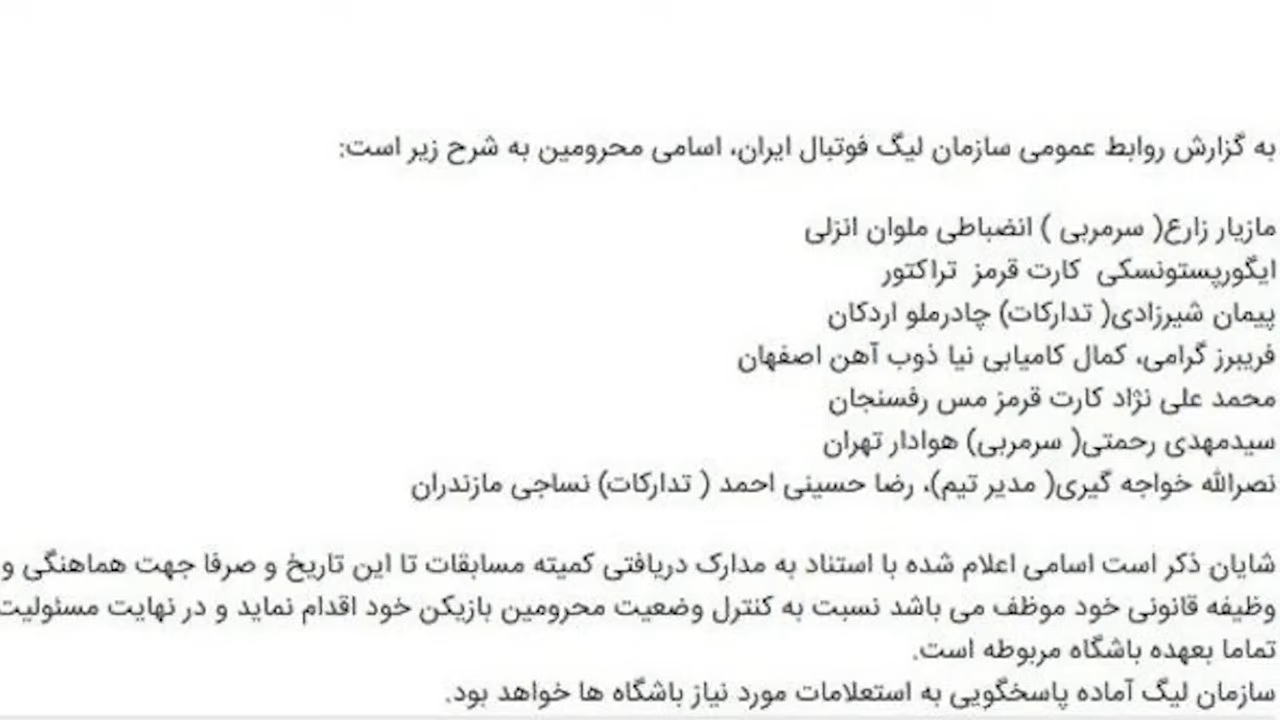 به گزارش روابط عمومی سازمان لیگ فوتبال ایران، اسامی محرومین به شرح زیر است:
مازیار زارع( سرمربی ) انضباطی ملوان انزلی
ایگورپستونسکی کارت قرمز تراکتور
پیمان شیرزادی( تدارکات) چادرملو اردکان
فریبرز گرامی، کمال کامیابی نیا ذوب آهن اصفهان
محمد علی نژاد کارت قرمز مس رفسنجان
سیدمهدی رحمتی( سرمربی) هوادار تهران
نصرالله خواجه گیری( مدیر تیم)، رضا حسینی احمد ( تدارکات) نساجی مازندران
شایان ذکر است اسامی اعلام شده با استناد به مدارک دریافتی کمیته مسابقات تا این تاریخ و صرفا جهت هماهنگی و
وظیفه قانونی خود موظف می باشد نسبت به کنترل وضعیت محرومین بازیکن خود اقدام نماید و در نهایت مسئولیت
تماما بعهده باشگاه مربوطه است.
سازمان لیگ آماده پاسخگویی به استعلامات مورد نیاز باشگاه ها خواهد بود.